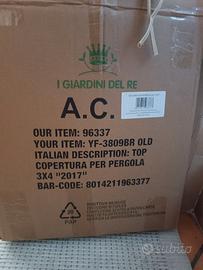 I GIARDINI DEL RE
A.C.
OUR ITEM: 96337
YOUR ITEM: YF-3809BR OLD
ITALIAN DESCRIPTION: TOP
COPERTURA PER PERGOLA
3X4 "2017"
BAR-CODE: 8014211963377
PAP
subito